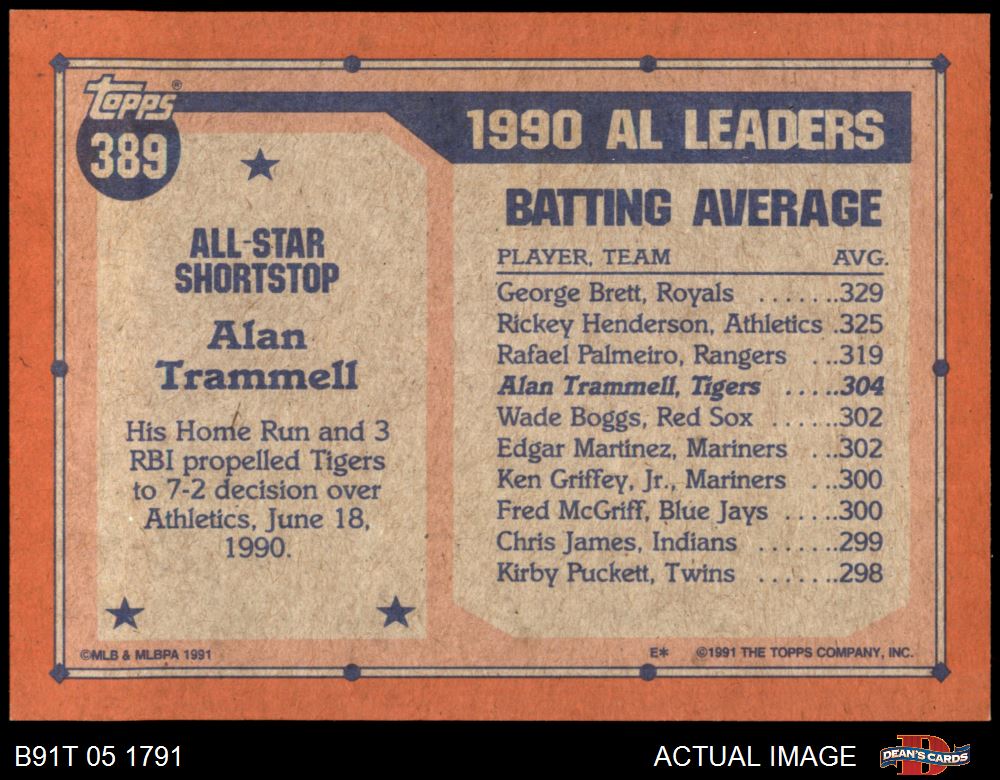 Topps®
389
ALL-STAR
SHORTSTOP
Alan
Trammell
His Home Run and 3
RBI propelled Tigers
to 7-2 decision over
Athletics, June 18,
1990.
1990 AL LEADERS
BATTING AVERAGE
PLAYER, TEAM AVG.
George Brett, Royals .......329
Rickey Henderson, Athletics .325
Rafael Palmeiro, Rangers ...319
Alan Trammell, Tigers .....304
Wade Boggs, Red Sox ......302
Edgar Martinez, Mariners ...302
Ken Griffey, Jr., Mariners ...300
Fred McGriff, Blue Jays .....300
Chris James, Indians .......299
Kirby Puckett, Twins .......298
©MLB & MLBPA 1991
E* ©1991 THE TOPPS COMPANY, INC.
B91T 05 1791
ACTUAL IMAGE
DEAN'S CARDS